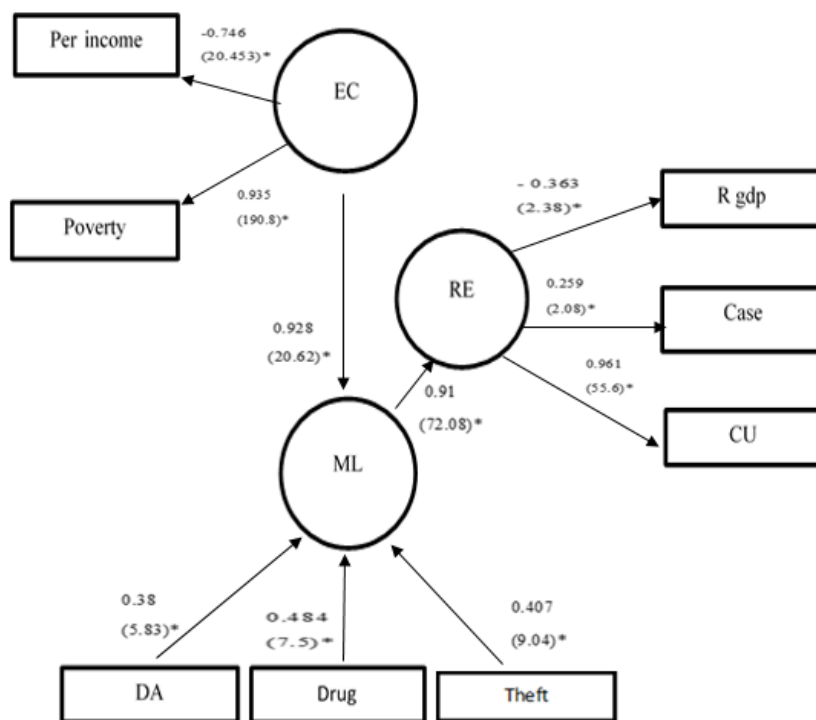 Per income
-0.746
(20.453)*
EC
0.935
(190.8)*
Poverty
- 0.363
(2.38)*
R gdp
RE
0.259
(2.08)*
Case
0.928
(20.62)*
0.961
(55.6)*
0.91
(72.08)*
CU
ML
0.38
(5.83)*
0.484
(7.5)*
0.407
(9.04)*
DA
Drug
Theft